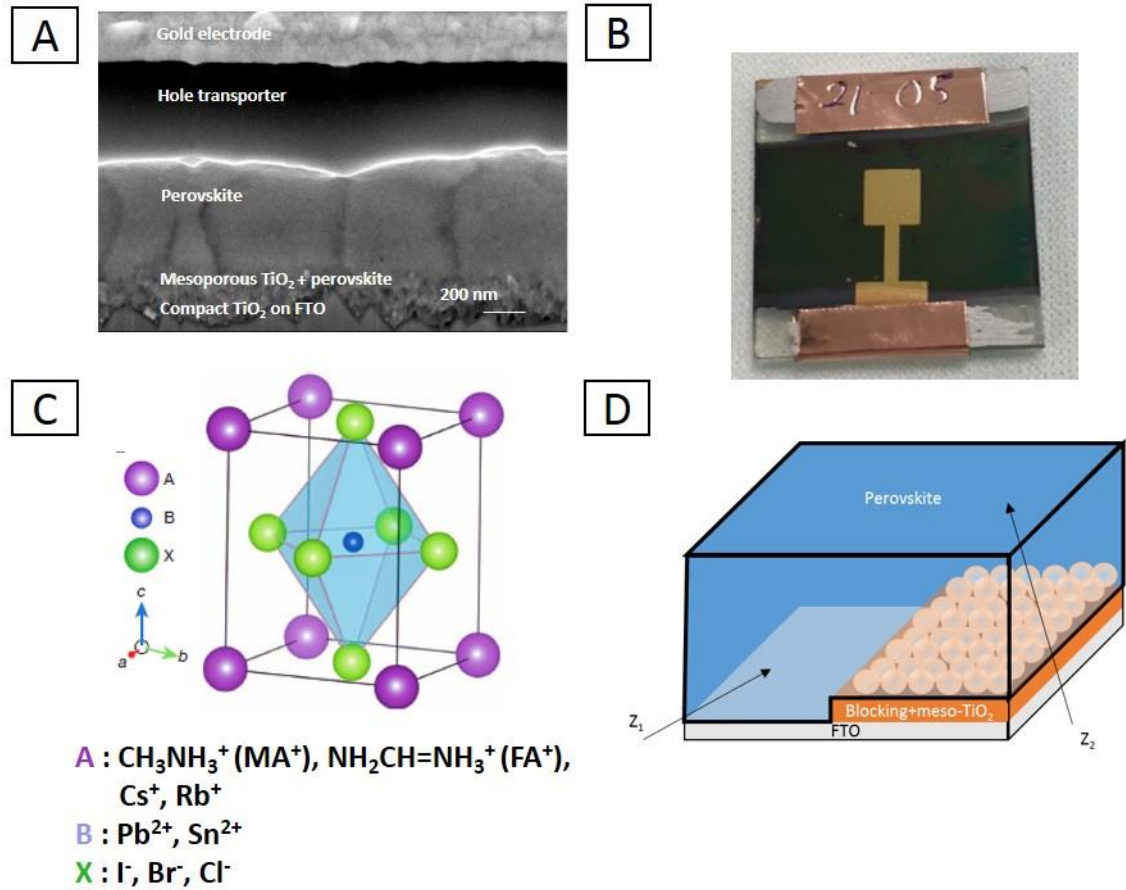 A
Gold electrode
Hole transporter
Perovskite
Mesoporous TiO₂ + perovskite
Compact TiO₂ on FTO
200 nm
B
21-05
C
--
A
B
X
c
a
b
A : CH₃NH₃⁺ (MA⁺), NH₂CH=NH₃⁺ (FA⁺),
Cs⁺, Rb⁺
B : Pb²⁺, Sn²⁺
X : I⁻, Br⁻, Cl⁻
D
Perovskite
Blocking+meso-TiO₂
FTO
Z₁
Z₂